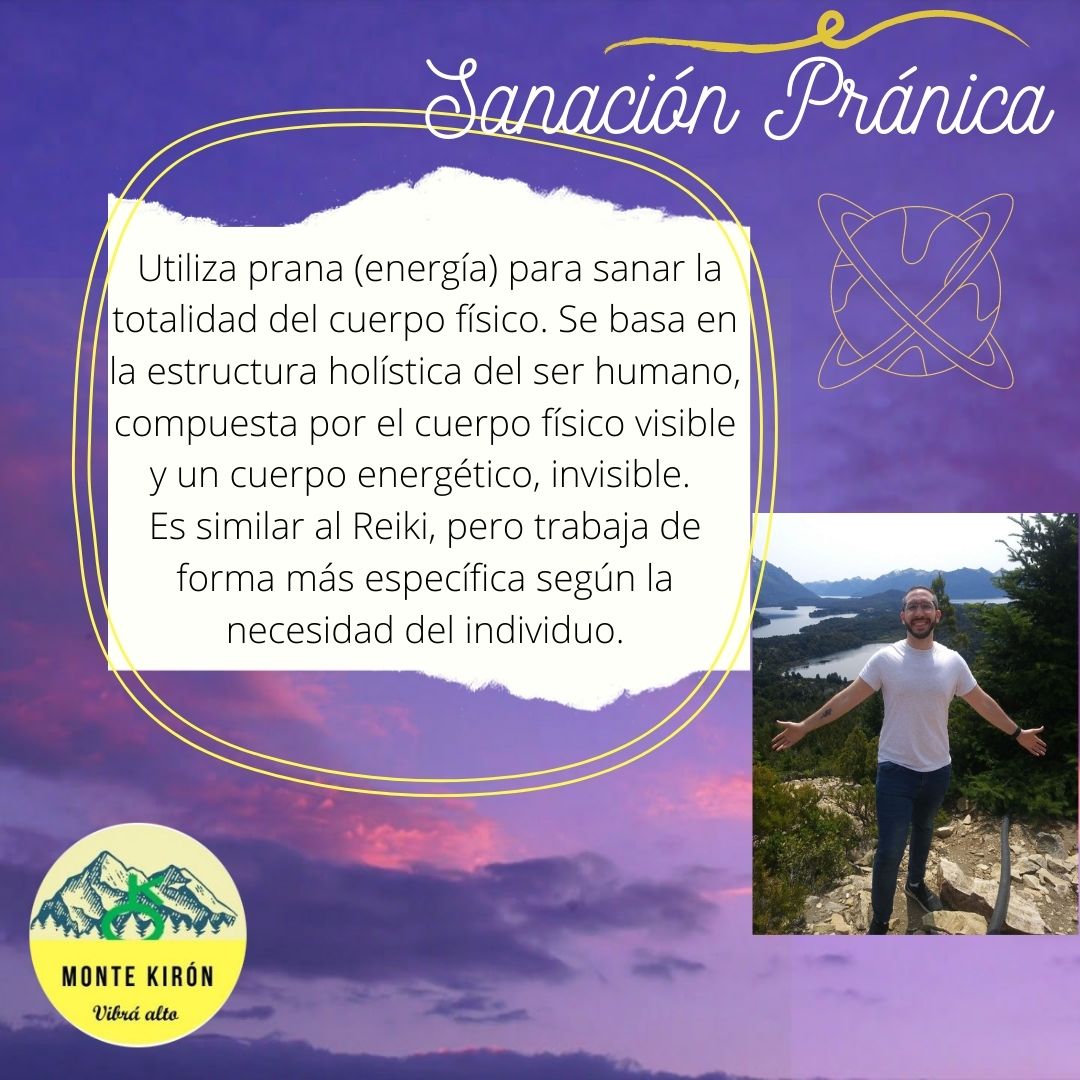 Sanación Pránica
Utiliza prana (energía) para sanar la
totalidad del cuerpo físico. Se basa en
la estructura holística del ser humano,
compuesta por el cuerpo físico visible
y un cuerpo energético, invisible.
Es similar al Reiki, pero trabaja de
forma más específica según la
necesidad del individuo.
MONTE KIRÓN
Vibrá alto